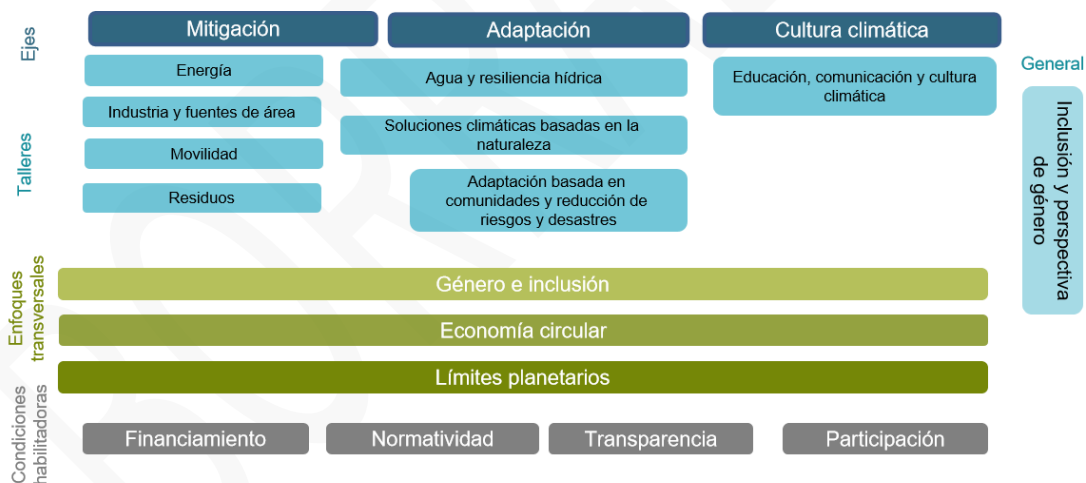 Ejes
Mitigación
Adaptación
Cultura climática
General
Talleres
Energía
Industria y fuentes de área
Movilidad
Residuos
Agua y resiliencia hídrica
Soluciones climáticas basadas en la
naturaleza
Adaptación basada en
comunidades y reducción de
riesgos y desastres
Educación, comunicación y cultura
climática
Inclusión y perspectiva
de género
Enfoques
transversales
Género e inclusión
Economía circular
Límites planetarios
Condiciones
habilitadoras
Financiamiento
Normatividad
Transparencia
Participación